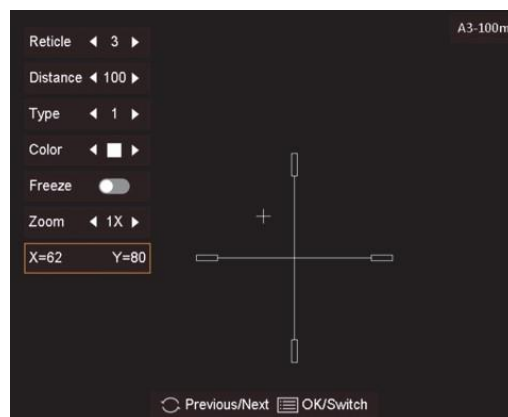 A3-100m
Reticle 3
Distance 100
Type 1
Color
Freeze
Zoom 1X
X=62 Y=80
Previous/Next OK/Switch